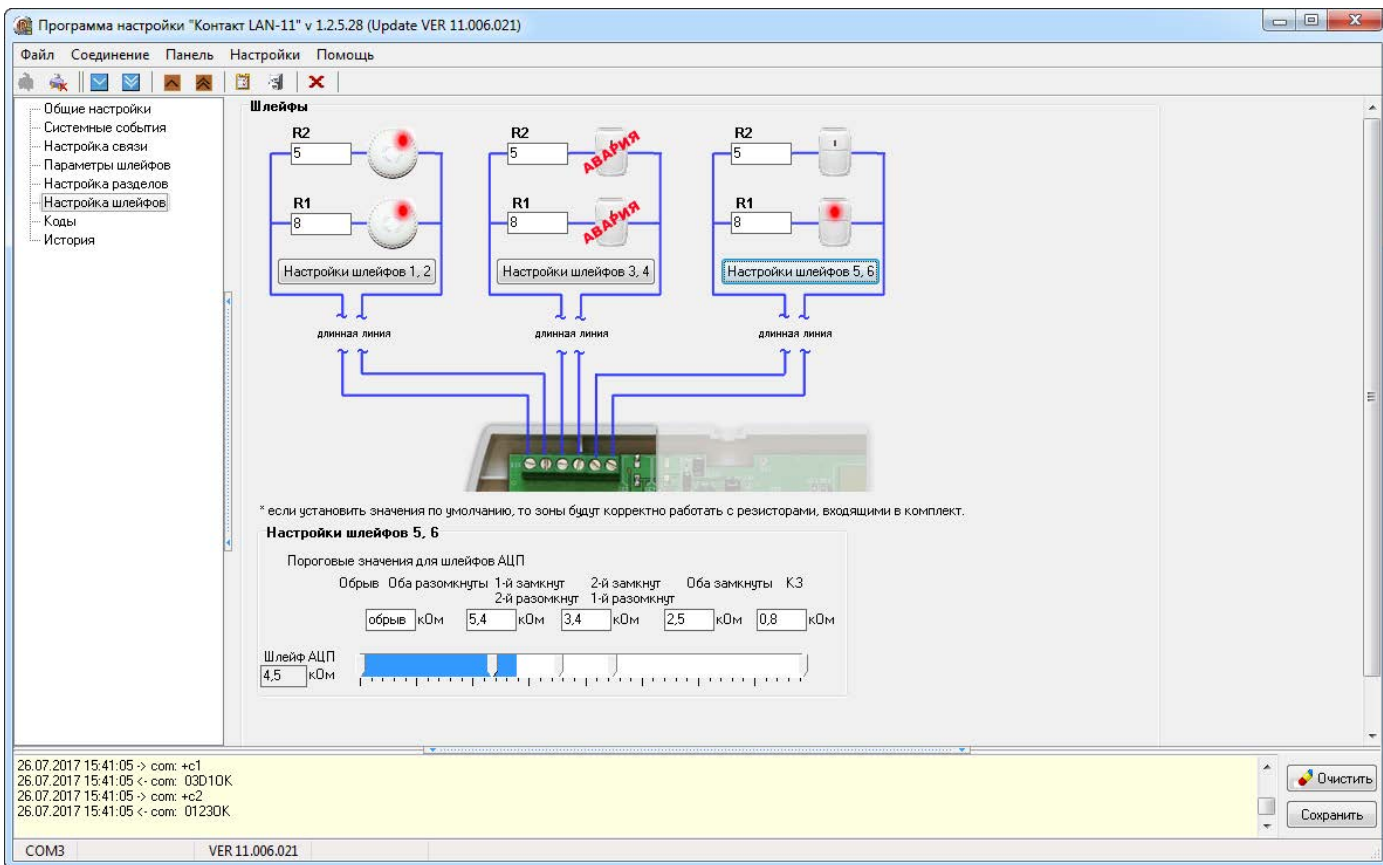 Программа настройки "Контакт LAN-11" v 1.2.5.28 (Update VER 11.006.021)
Файл Соединение Панель Настройки Помощь
Общие настройки
Системные события
Настройка связи
Параметры шлейфов
Настройка разделов
Настройка шлейфов
Коды
История
Шлейфы
R2 R2 R2
5 5 АВАРИЯ 5
R1 R1 R1
8 8 АВАРИЯ 8
Настройки шлейфов 1, 2 Настройки шлейфов 3, 4 Настройки шлейфов 5, 6
длинная линия длинная линия длинная линия
* если установить значения по умолчанию, то зоны будут корректно работать с резисторами, входящими в комплект.
Настройки шлейфов 5, 6
Пороговые значения для шлейфов АЦП
Обрыв Оба разомкнуты 1-й замкнут 2-й замкнут Оба замкнуты КЗ
2-й разомкнут 1-й разомкнут
обрыв кОм 5,4 кОм 3,4 кОм 2,5 кОм 0,8 кОм
Шлейф АЦП
4,5 кОм
26.07.2017 15:41:05 -> com: +c1
26.07.2017 15:41:05 <- com: 03D1OK
26.07.2017 15:41:05 -> com: +c2
26.07.2017 15:41:05 <- com: 0123OK
Очистить
Сохранить
COM3 VER 11.006.021